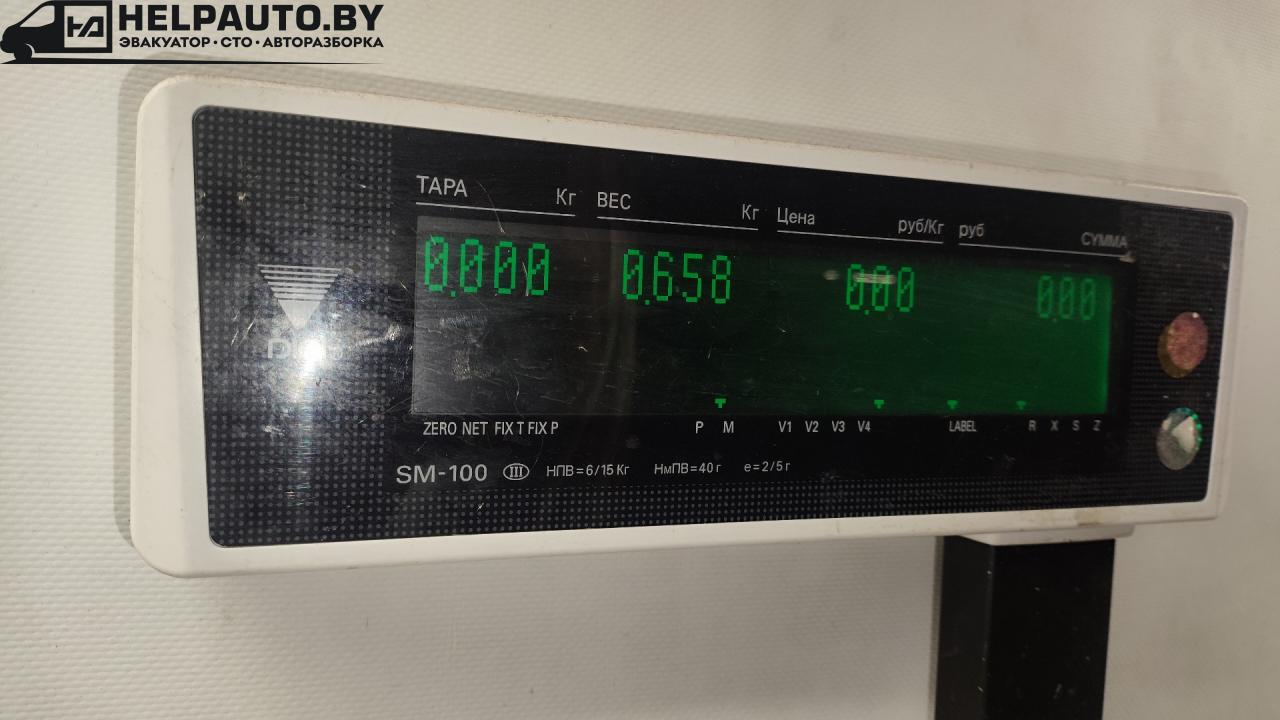 HELPAUTO.BY
ЭВАКУАТОР·СТО·АВТОРАЗБОРКА
ТАРА Кг ВЕС Кг Цена руб/Кг руб СУММА
0.000 0.658 0.00 0.00
ZERO NET FIX T FIX P P M V1 V2 V3 V4 LABEL R X S Z
SM-100 III НПВ=6/15 Кг НмПВ=40 г е=2/5 г